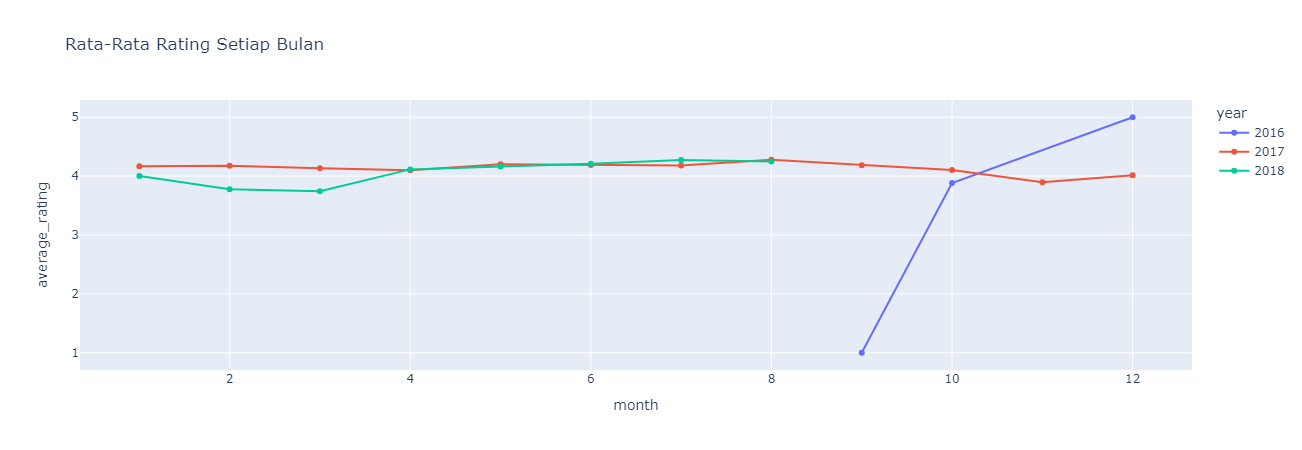 Rata-Rata Rating Setiap Bulan
year
2016
2017
2018
average_rating
5
4
3
2
1
2 4 6 8 10 12
month